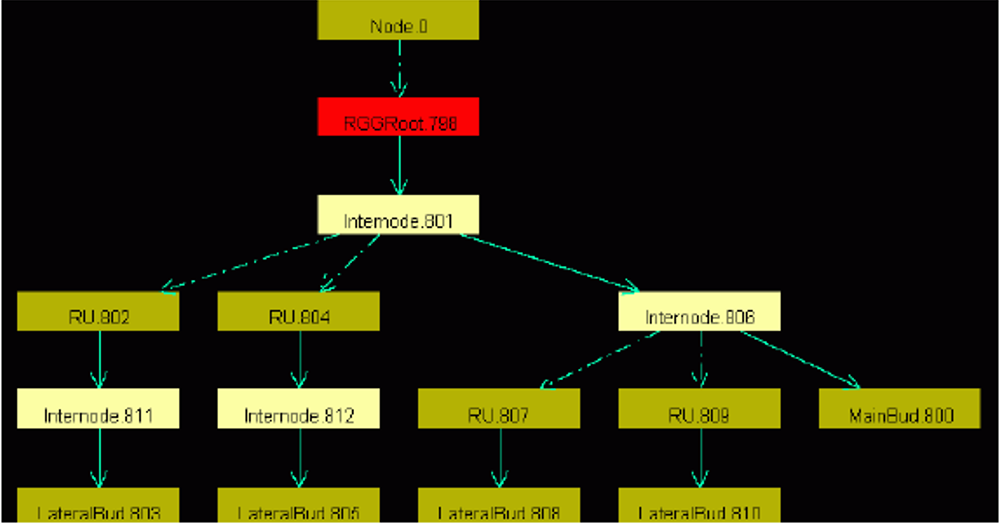 Node.0
RGGRoot.798
Internode.801
RU.802
RU.804
Internode.806
Internode.811
Internode.812
RU.807
RU.809
MainBud.800
LateralBud.803
LateralBud.805
LateralBud.808
LateralBud.810